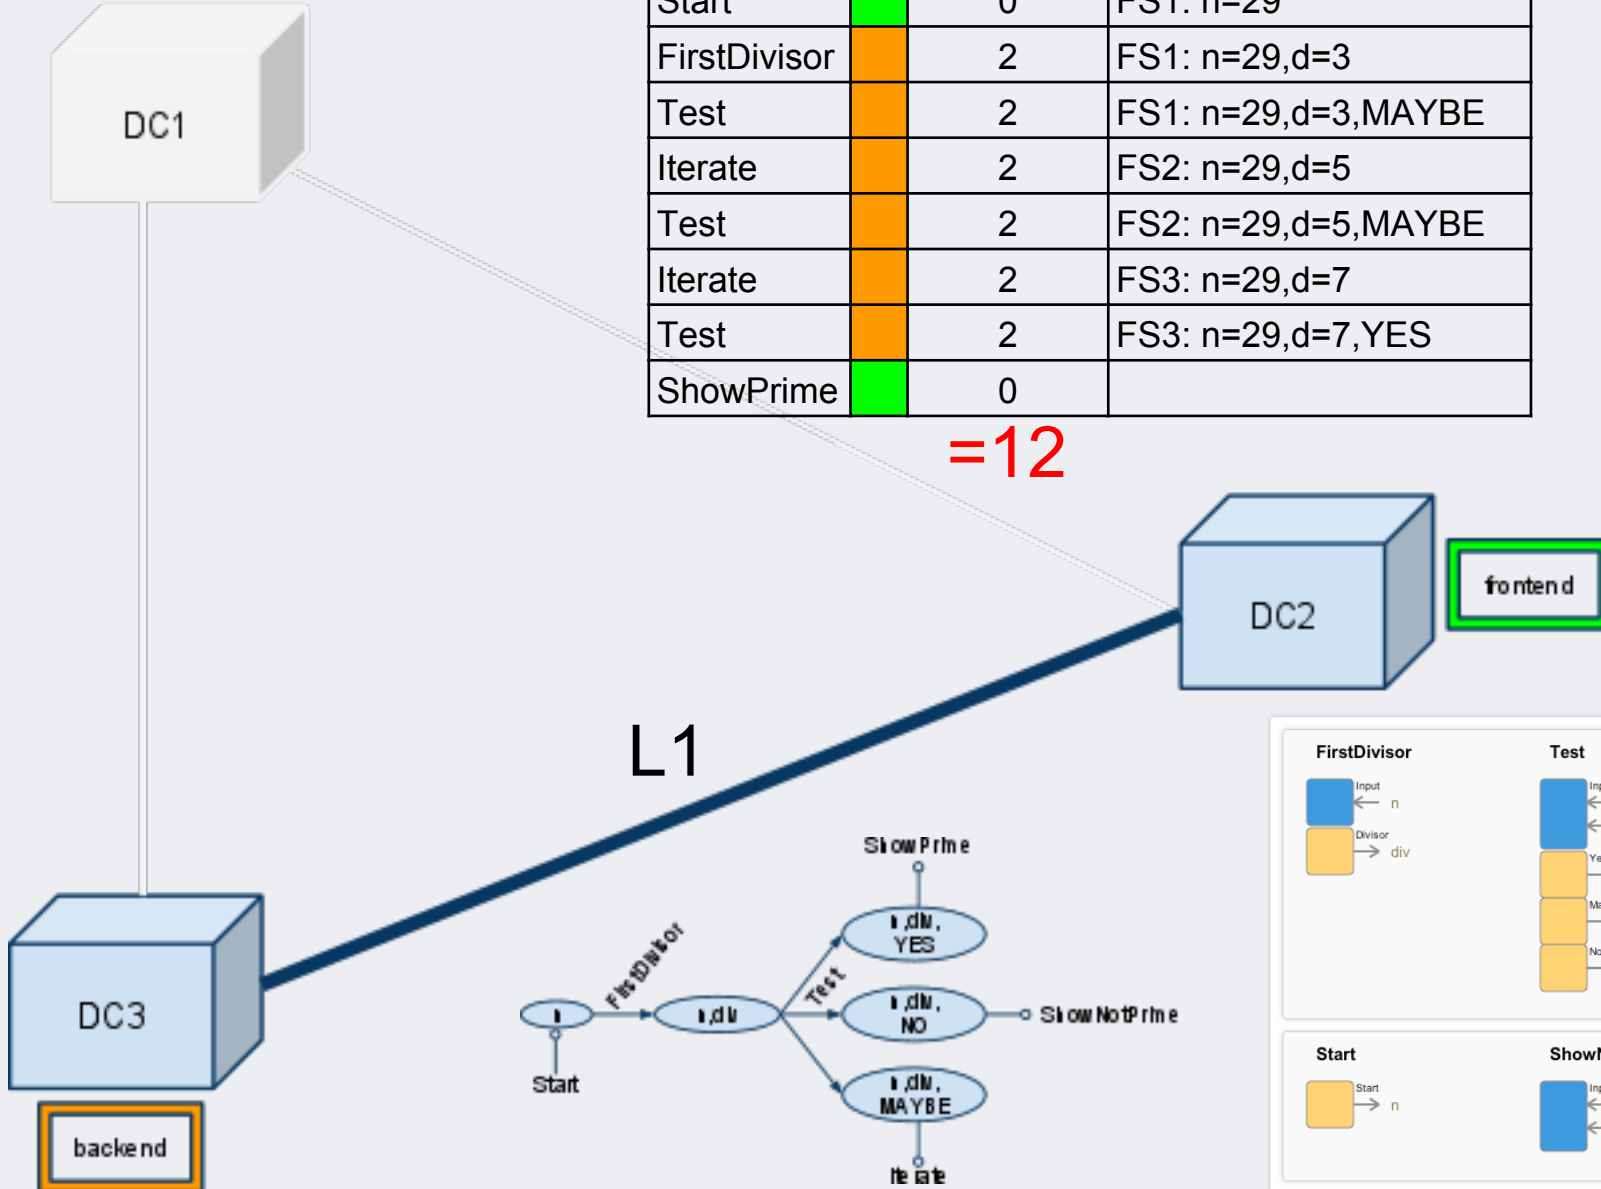 Start 0 FS1: n=29
FirstDivisor 2 FS1: n=29,d=3
Test 2 FS1: n=29,d=3,MAYBE
Iterate 2 FS2: n=29,d=5
Test 2 FS2: n=29,d=5,MAYBE
Iterate 2 FS3: n=29,d=7
Test 2 FS3: n=29,d=7,YES
ShowPrime 0
=12
DC1
DC2
frontend
L1
DC3
backend
ShowPrime
n,div,
YES
FirstDivisor
Test
n
n,div
n,div,
NO
ShowNotPrime
Start
n,div,
MAYBE
Iterate
FirstDivisor
Input
n
Divisor
div
Test
Start
Start
n